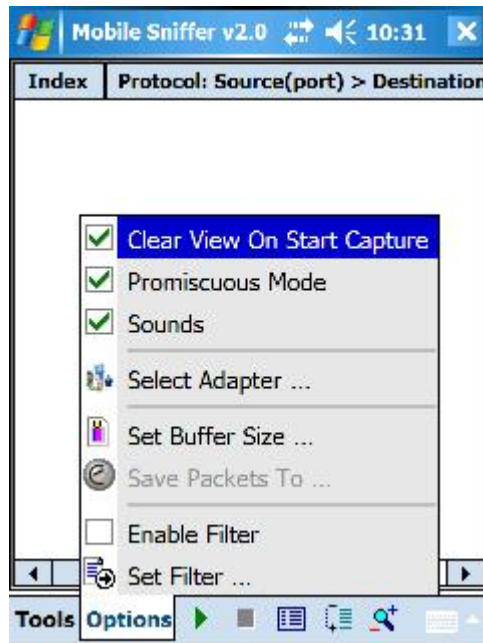 Mobile Sniffer v2.0 10:31
Index Protocol: Source(port) > Destination
Clear View On Start Capture
Promiscuous Mode
Sounds
Select Adapter ...
Set Buffer Size ...
Save Packets To ...
Enable Filter
Set Filter ...
Tools Options